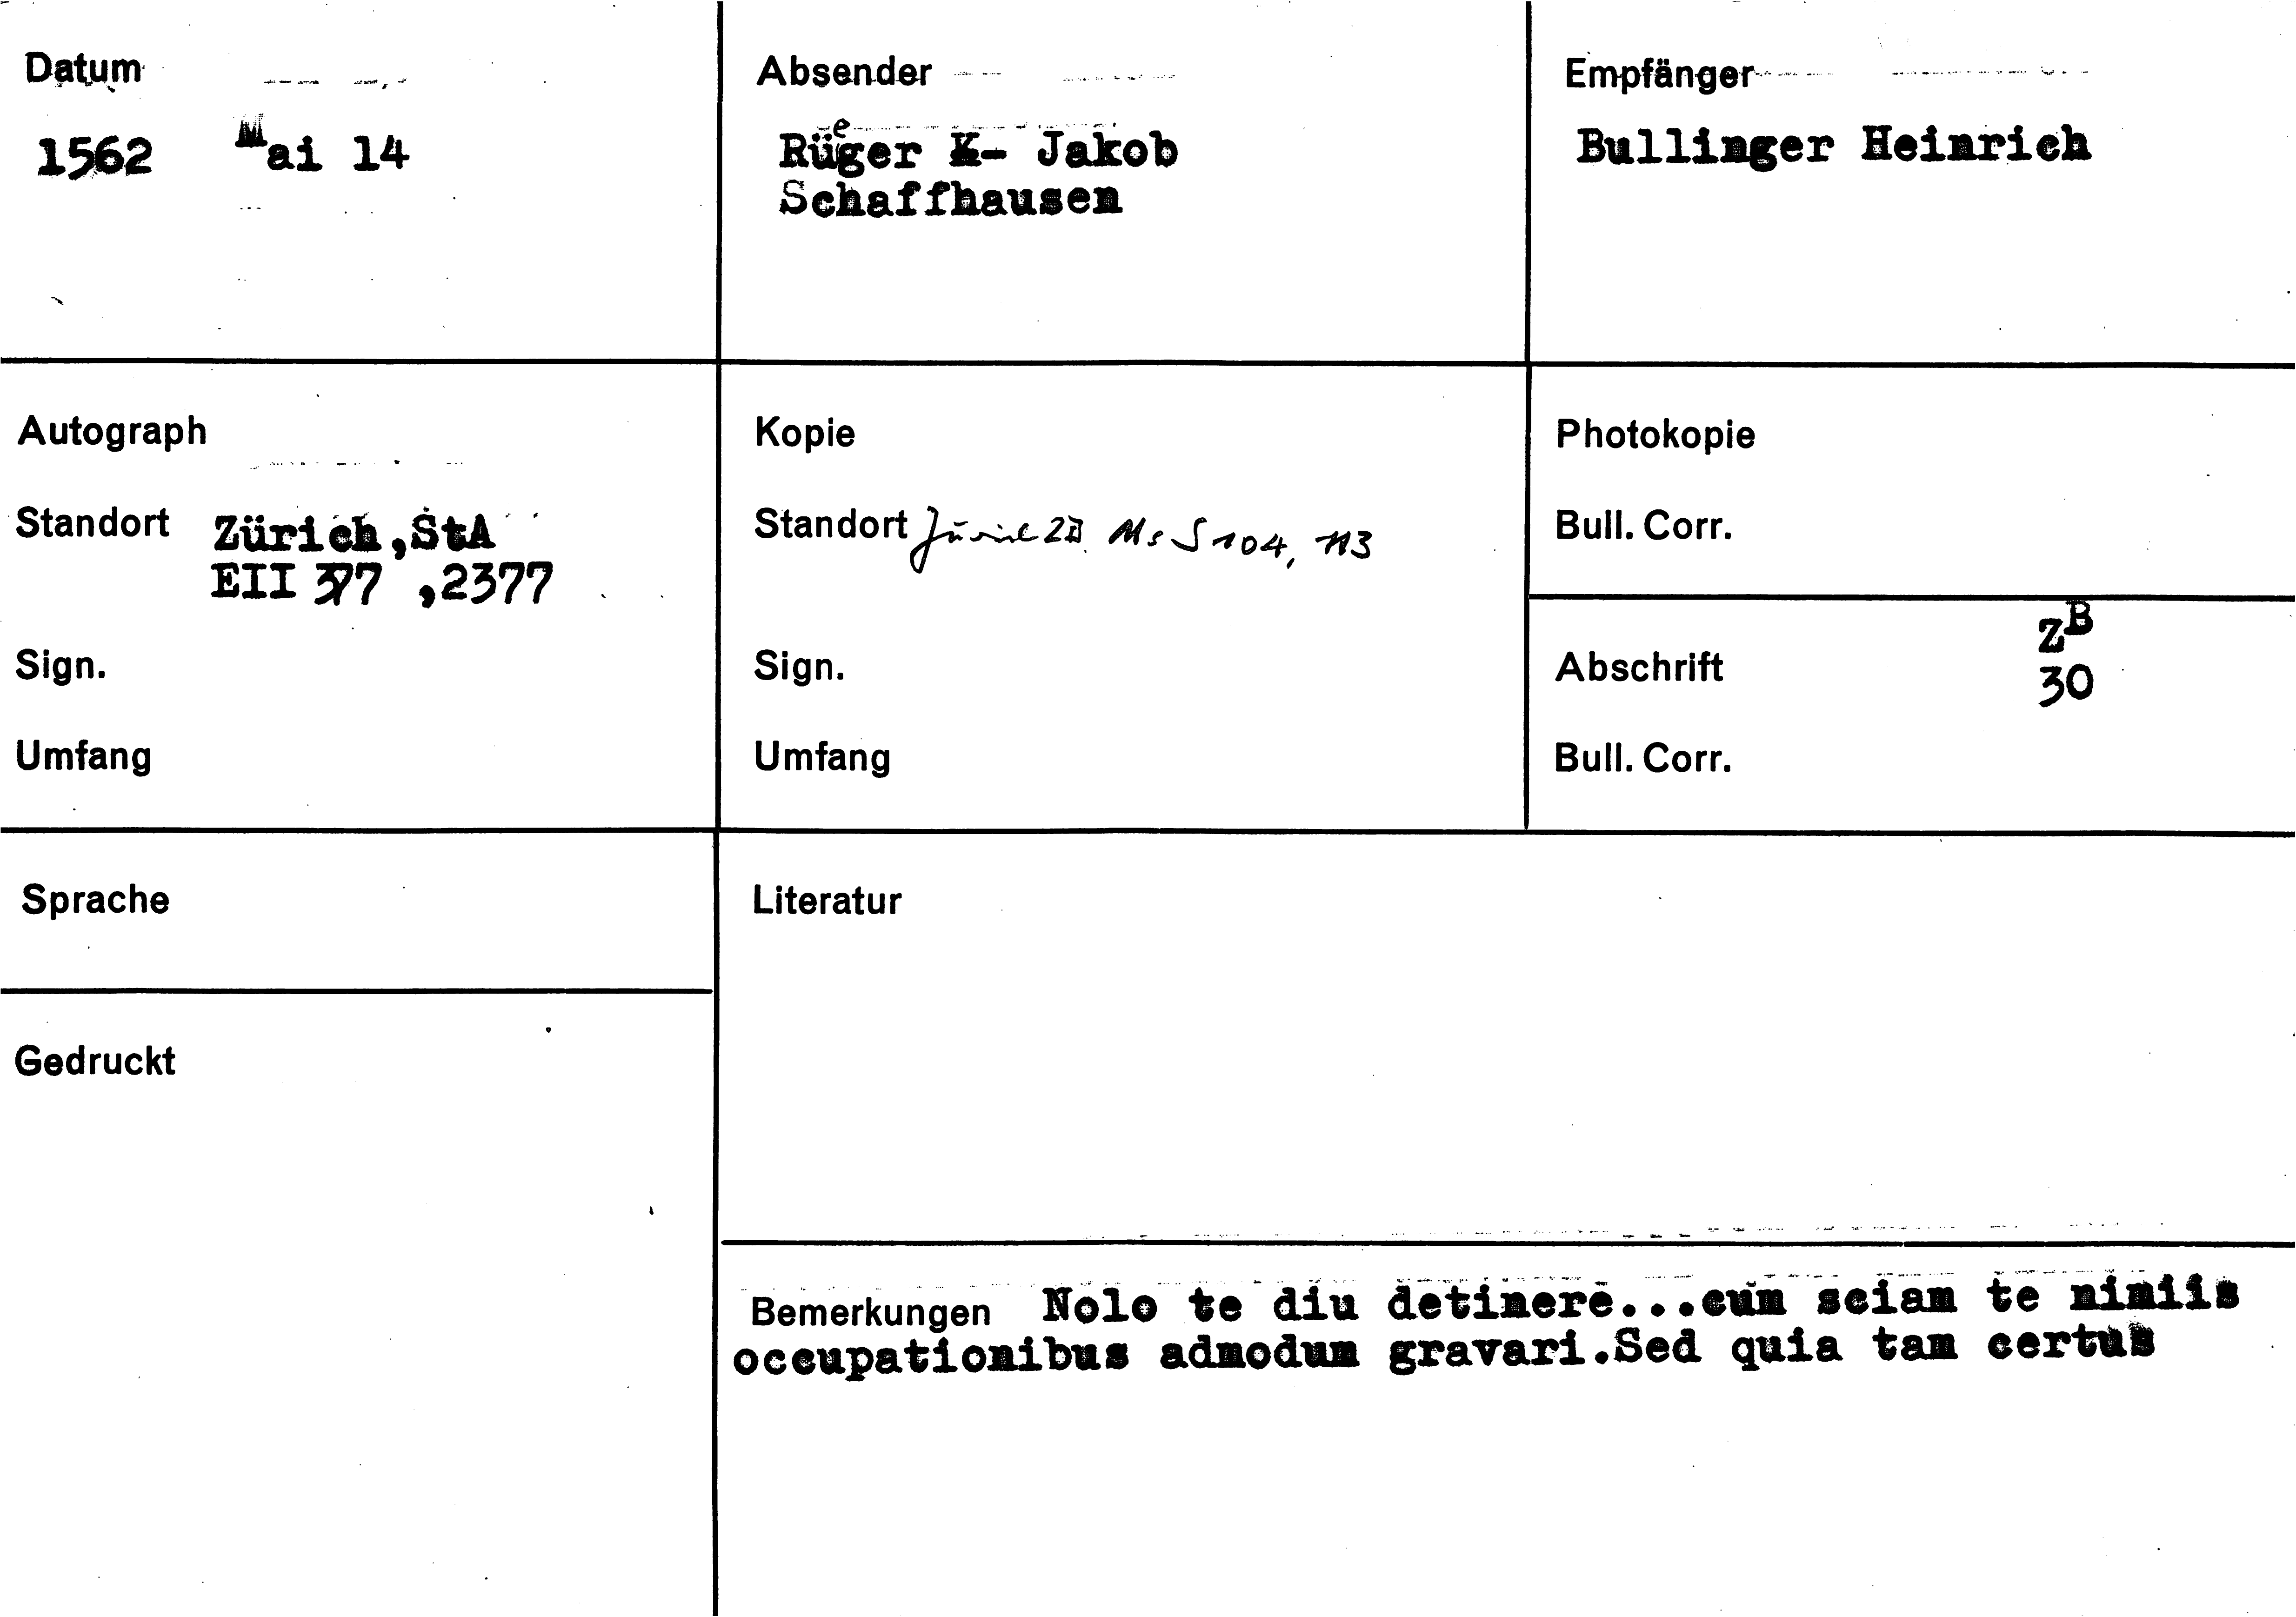 Datum
1562 Mai 14
Absender
Rüeger K- Jakob
Schaffhausen
Empfänger
Bullinger Heinrich
Autograph
Standort Zürich,StA
EII 377 ,2377
Sign.
Umfang
Kopie
Standort Zürich ZB Ms S 104, 113
Sign.
Umfang
Photokopie
Bull. Corr.
Abschrift ZB
30
Bull. Corr.
Sprache
Gedruckt
Literatur
Bemerkungen Nolo te diu detinere...cum sciam te nimiis
occupationibus admodum gravari.Sed quia tam certus